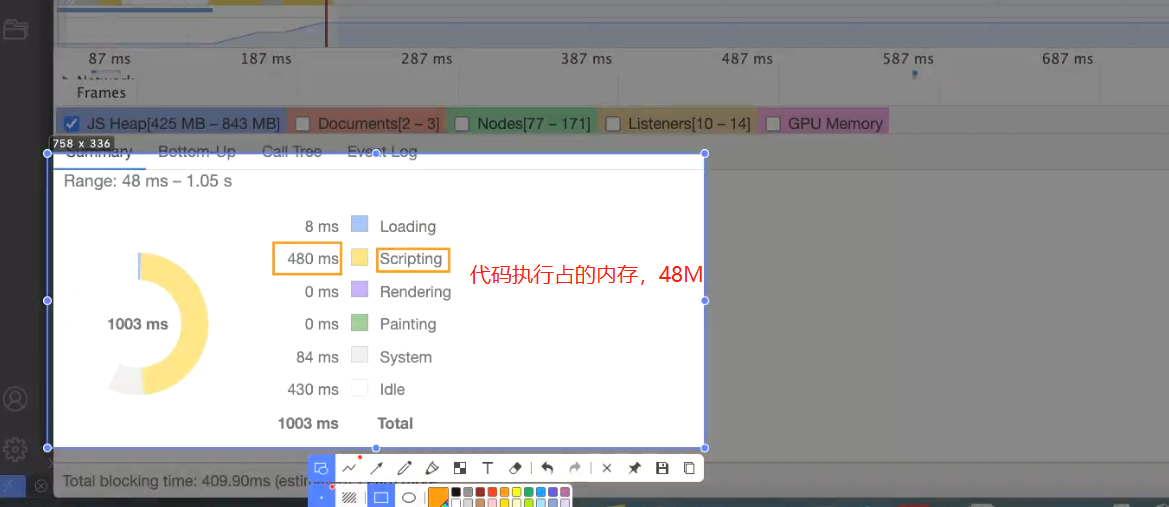 87 ms 187 ms 287 ms 387 ms 487 ms 587 ms 687 ms
Network
Frames
JS Heap[425 MB – 843 MB] Documents[2 – 3] Nodes[77 – 171] Listeners[10 – 14] GPU Memory
758 x 336
Summary Bottom-Up Call Tree Event Log
Range: 48 ms – 1.05 s
8 ms Loading
480 ms Scripting
代码执行占的内存，48M
0 ms Rendering
1003 ms
0 ms Painting
84 ms System
430 ms Idle
1003 ms Total
T
Total blocking time: 409.90ms